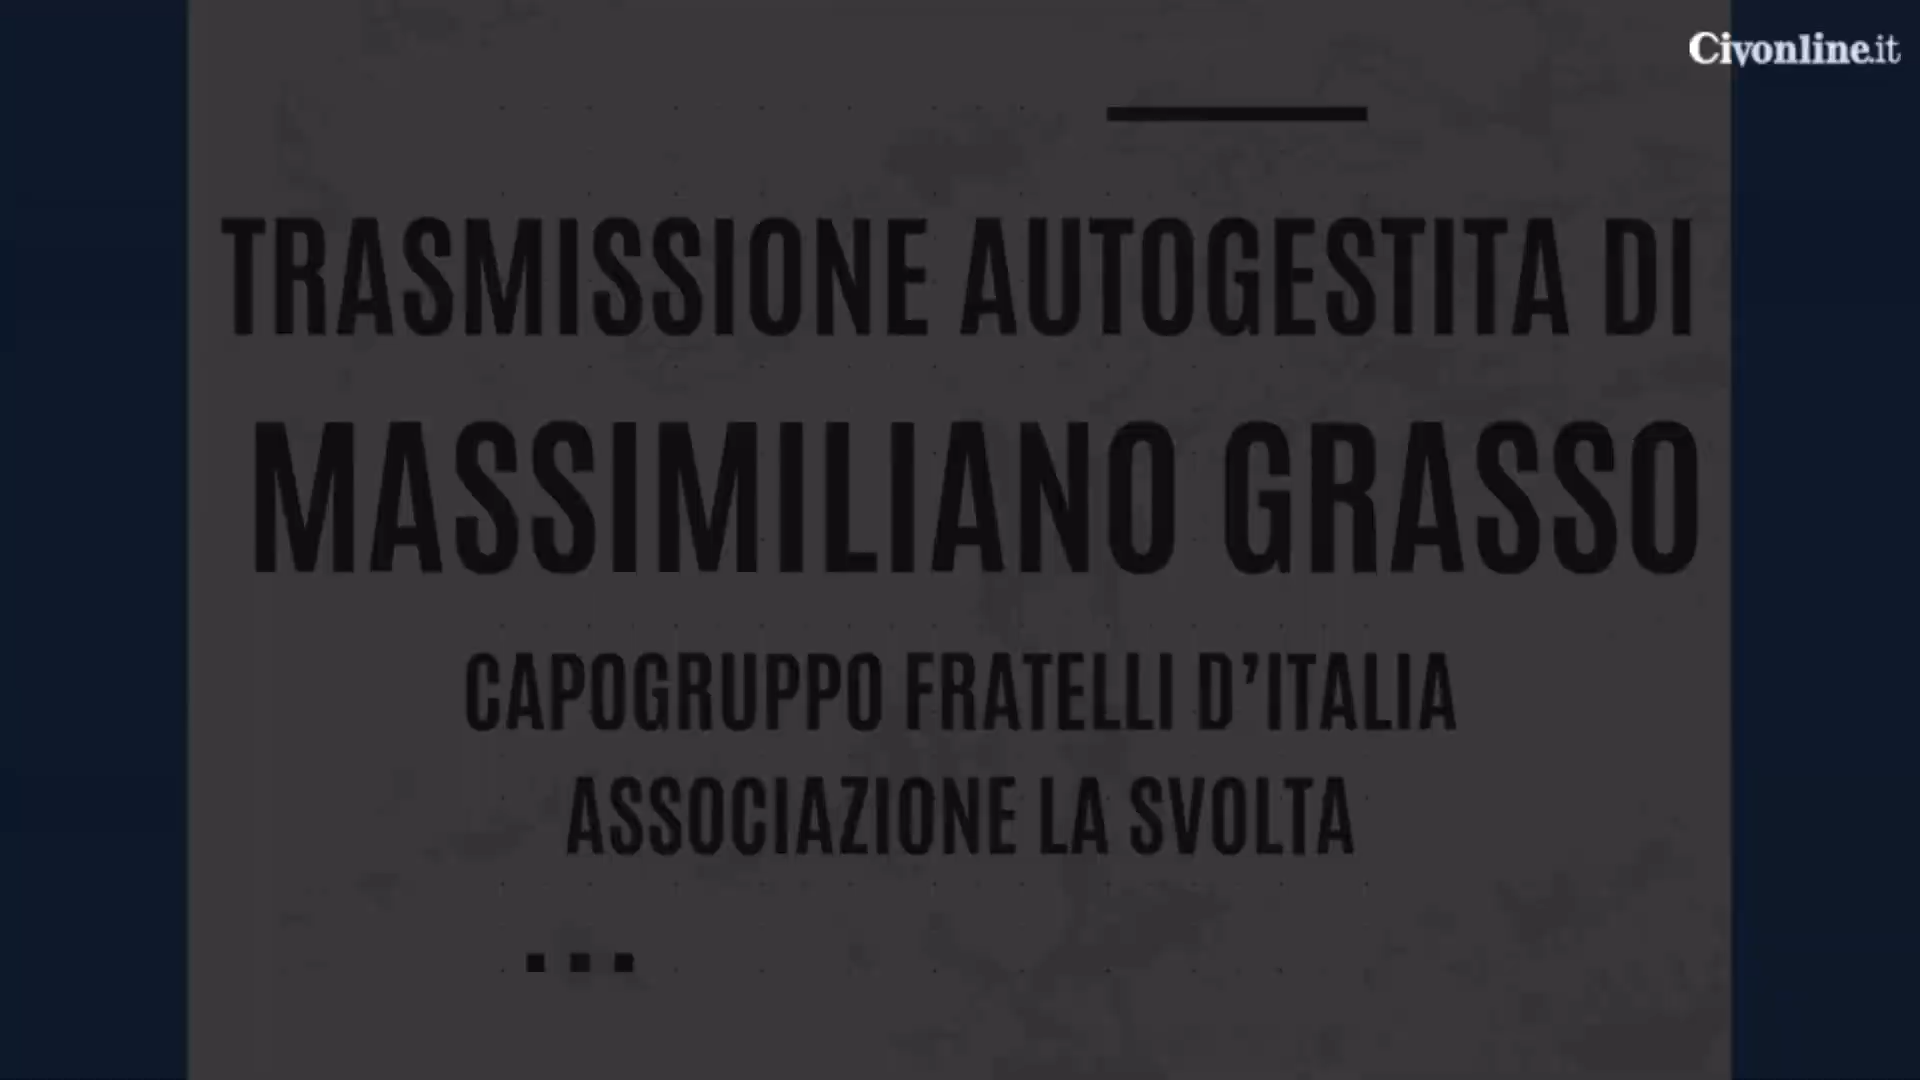 Civonline.it
TRASMISSIONE AUTOGESTITA DI
MASSIMILIANO GRASSO
CAPOGRUPPO FRATELLI D’ITALIA
ASSOCIAZIONE LA SVOLTA
...